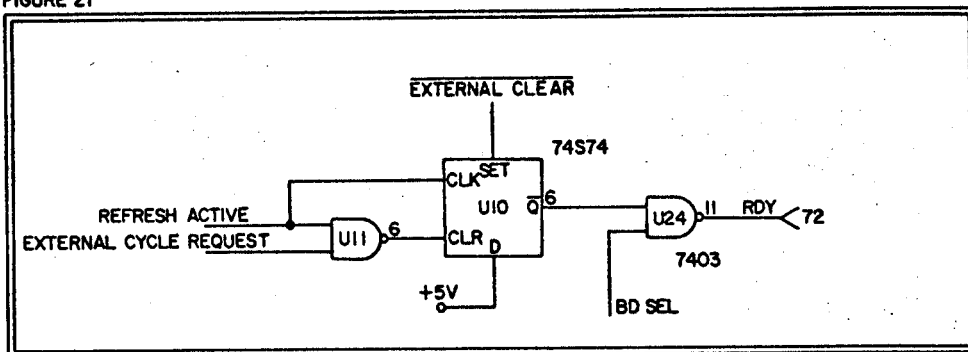 FIGURE 21
EXTERNAL CLEAR
74S74
CLK
SET
U10
Q
6
CLR
D
REFRESH ACTIVE
EXTERNAL CYCLE REQUEST
U11
6
+5V
U24
11
RDY
72
7403
BD SEL